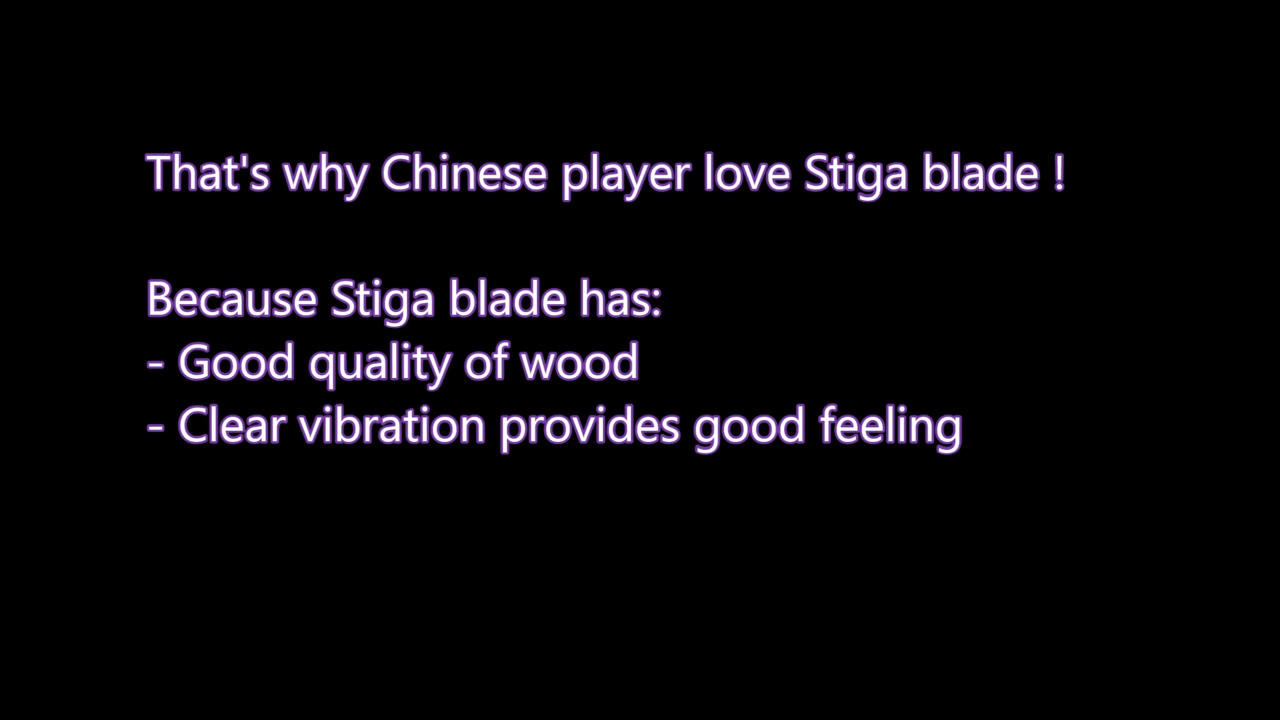 That's why Chinese player love Stiga blade !
Because Stiga blade has:
- Good quality of wood
- Clear vibration provides good feeling